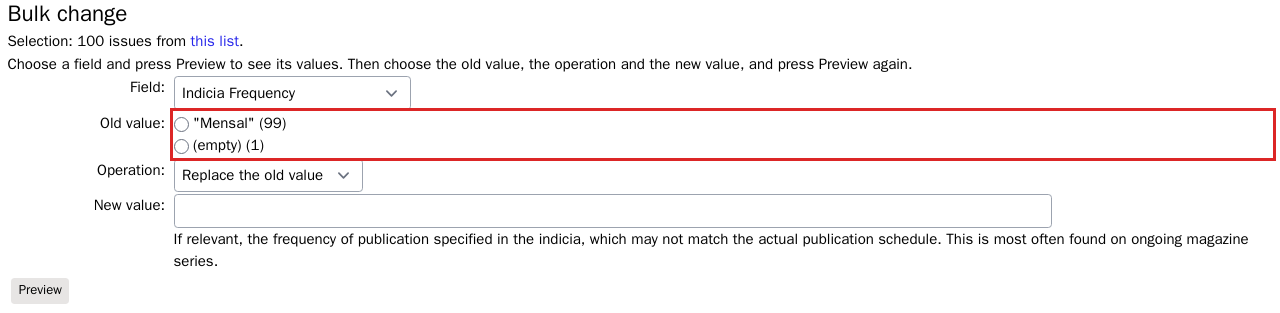 Bulk change
Selection: 100 issues from this list.
Choose a field and press Preview to see its values. Then choose the old value, the operation and the new value, and press Preview again.
Field: Indicia Frequency
Old value: "Mensal" (99)
(empty) (1)
Operation: Replace the old value
New value:
If relevant, the frequency of publication specified in the indicia, which may not match the actual publication schedule. This is most often found on ongoing magazine
series.
Preview